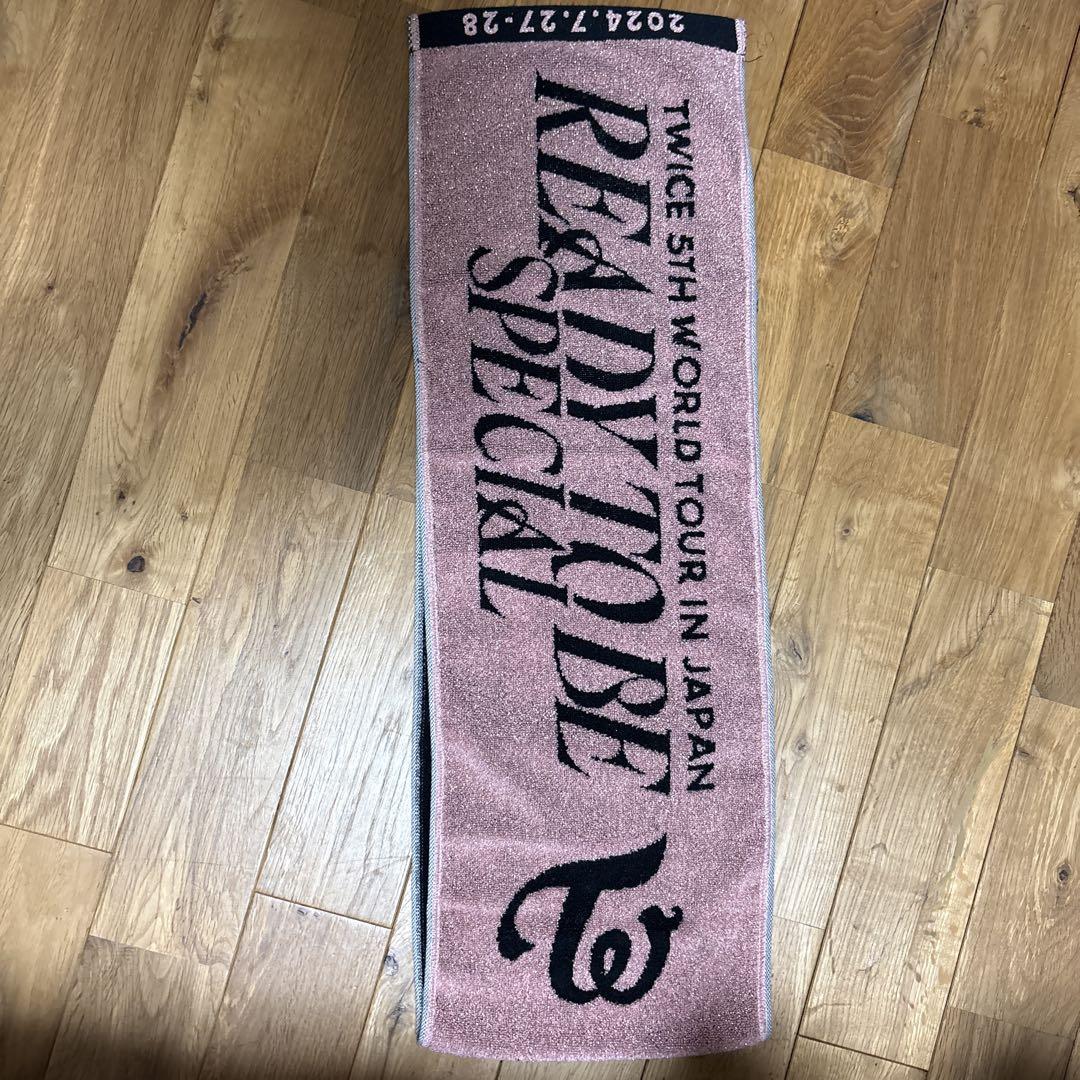 2024.7.27-28
TWICE 5TH WORLD TOUR IN JAPAN
READY TO BE
SPECIAL